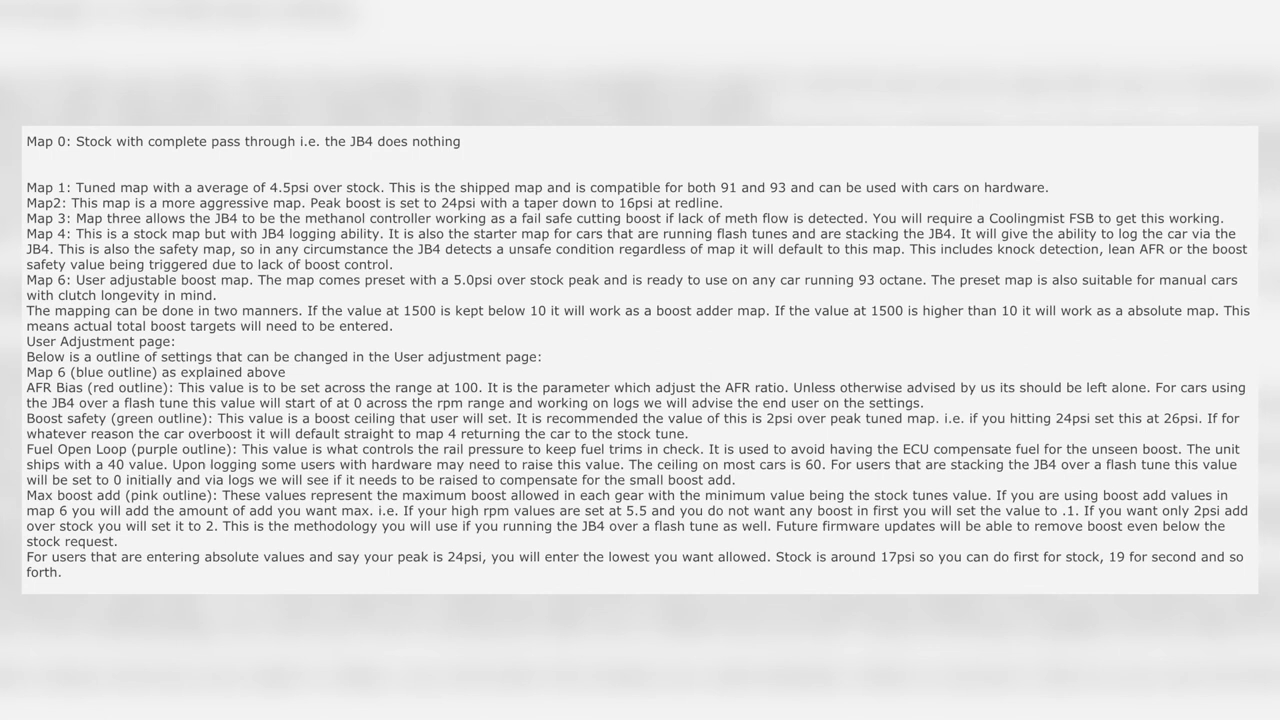 Map 0: Stock with complete pass through i.e. the JB4 does nothing
Map 1: Tuned map with a average of 4.5psi over stock. This is the shipped map and is compatible for both 91 and 93 and can be used with cars on hardware.
Map2: This map is a more aggressive map. Peak boost is set to 24psi with a taper down to 16psi at redline.
Map 3: Map three allows the JB4 to be the methanol controller working as a fail safe cutting boost if lack of meth flow is detected. You will require a Coolingmist FSB to get this working.
Map 4: This is a stock map but with JB4 logging ability. It is also the starter map for cars that are running flash tunes and are stacking the JB4. It will give the ability to log the car via the
JB4. This is also the safety map, so in any circumstance the JB4 detects a unsafe condition regardless of map it will default to this map. This includes knock detection, lean AFR or the boost
safety value being triggered due to lack of boost control.
Map 6: User adjustable boost map. The map comes preset with a 5.0psi over stock peak and is ready to use on any car running 93 octane. The preset map is also suitable for manual cars
with clutch longevity in mind.
The mapping can be done in two manners. If the value at 1500 is kept below 10 it will work as a boost adder map. If the value at 1500 is higher than 10 it will work as a absolute map. This
means actual total boost targets will need to be entered.
User Adjustment page:
Below is a outline of settings that can be changed in the User adjustment page:
Map 6 (blue outline) as explained above
AFR Bias (red outline): This value is to be set across the range at 100. It is the parameter which adjust the AFR ratio. Unless otherwise advised by us its should be left alone. For cars using
the JB4 over a flash tune this value will start of at 0 across the rpm range and working on logs we will advise the end user on the settings.
Boost safety (green outline): This value is a boost ceiling that user will set. It is recommended the value of this is 2psi over peak tuned map. i.e. if you hitting 24psi set this at 26psi. If for
whatever reason the car overboost it will default straight to map 4 returning the car to the stock tune.
Fuel Open Loop (purple outline): This value is what controls the rail pressure to keep fuel trims in check. It is used to avoid having the ECU compensate fuel for the unseen boost. The unit
ships with a 40 value. Upon logging some users with hardware may need to raise this value. The ceiling on most cars is 60. For users that are stacking the JB4 over a flash tune this value
will be set to 0 initially and via logs we will see if it needs to be raised to compensate for the small boost add.
Max boost add (pink outline): These values represent the maximum boost allowed in each gear with the minimum value being the stock tunes value. If you are using boost add values in
map 6 you will add the amount of add you want max. i.e. If your high rpm values are set at 5.5 and you do not want any boost in first you will set the value to .1. If you want only 2psi add
over stock you will set it to 2. This is the methodology you will use if you running the JB4 over a flash tune as well. Future firmware updates will be able to remove boost even below the
stock request.
For users that are entering absolute values and say your peak is 24psi, you will enter the lowest you want allowed. Stock is around 17psi so you can do first for stock, 19 for second and so
forth.